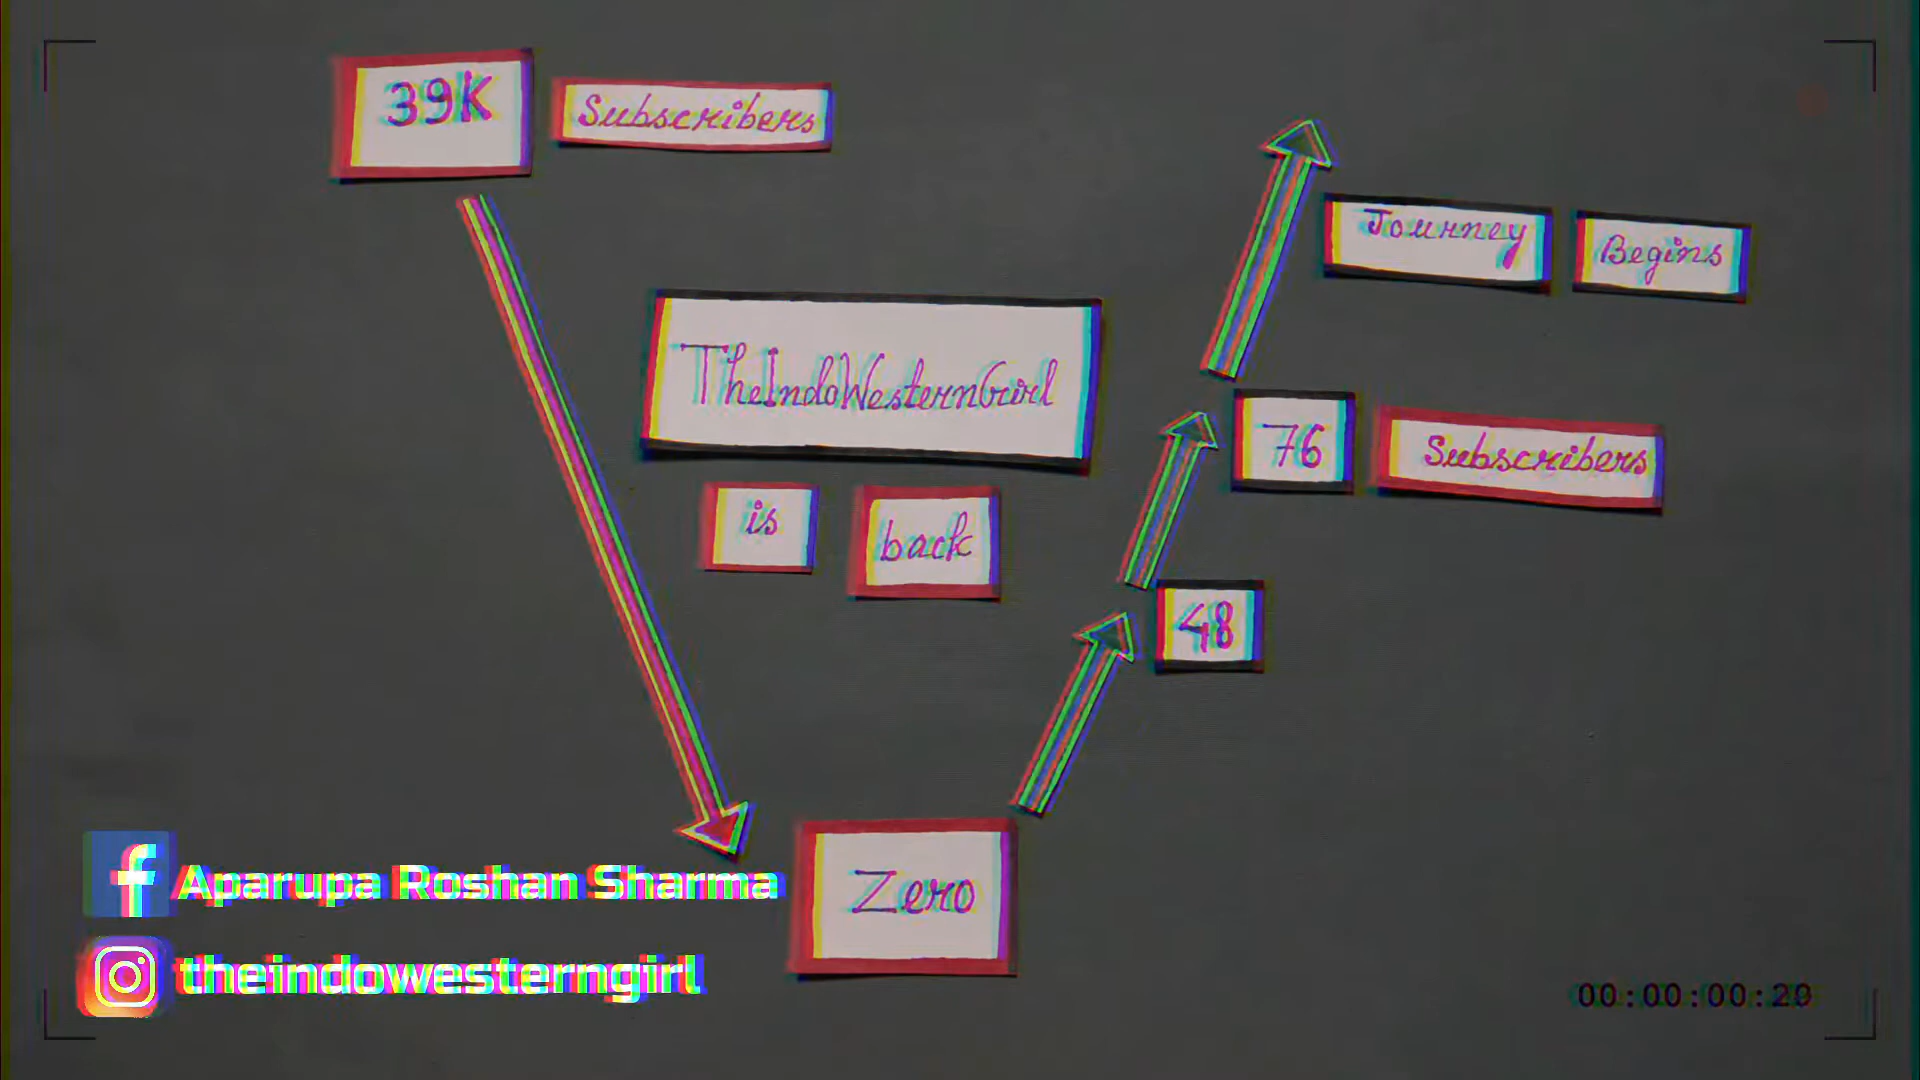 39K Subscribers
Journey Begins
TheIndoWesternGirl
is back
76 Subscribers
48
Zero
Aparupa Roshan Sharma
theindowesterngirl
00:00:00:20